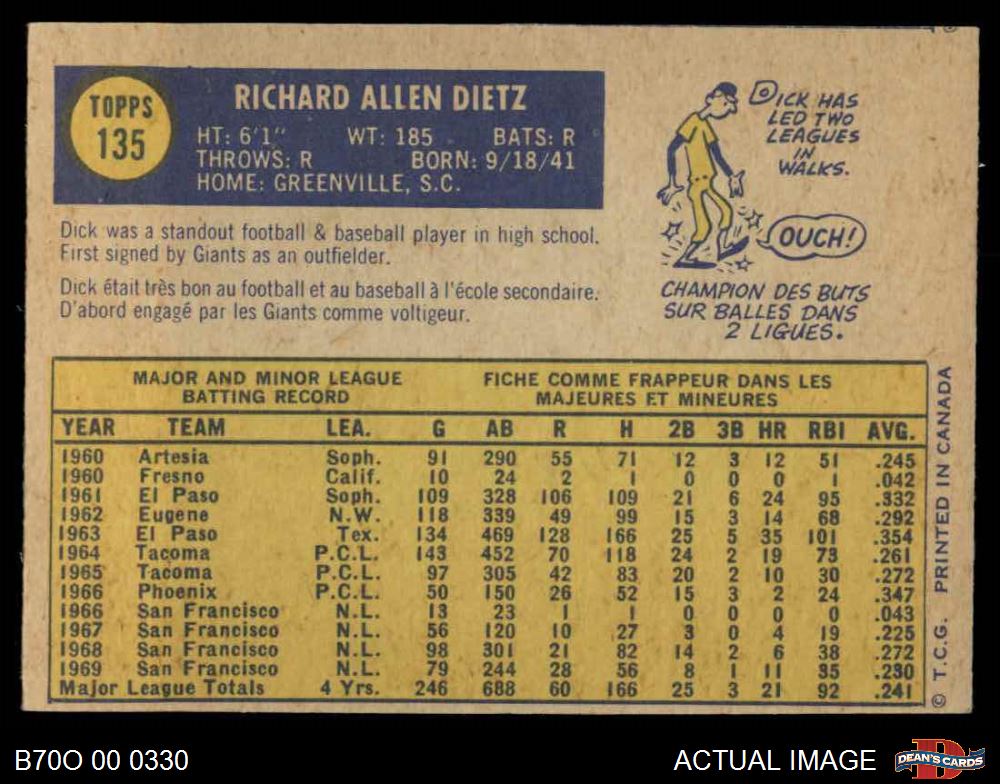 TOPPS
135
RICHARD ALLEN DIETZ
HT: 6'1" WT: 185 BATS: R
THROWS: R BORN: 9/18/41
HOME: GREENVILLE, S.C.
Dick was a standout football & baseball player in high school.
First signed by Giants as an outfielder.
Dick était très bon au football et au baseball à l'école secondaire.
D'abord engagé par les Giants comme voltigeur.
DICK HAS
LED TWO
LEAGUES
IN
WALKS.
OUCH!
CHAMPION DES BUTS
SUR BALLES DANS
2 LIGUES.
MAJOR AND MINOR LEAGUE
BATTING RECORD
FICHE COMME FRAPPEUR DANS LES
MAJEURES ET MINEURES
YEAR TEAM LEA. G AB R H 2B 3B HR RBI AVG.
1960 Artesia Soph. 91 290 55 71 12 3 12 51 .245
1960 Fresno Calif. 10 24 2 1 0 0 0 1 .042
1961 El Paso Soph. 109 328 106 109 21 6 24 95 .332
1962 Eugene N.W. 118 339 49 99 15 3 14 68 .292
1963 El Paso Tex. 134 469 128 166 25 5 35 101 .354
1964 Tacoma P.C.L. 143 452 70 118 24 2 19 73 .261
1965 Tacoma P.C.L. 97 305 42 83 20 2 10 30 .272
1966 Phoenix P.C.L. 50 150 26 52 15 3 2 24 .347
1966 San Francisco N.L. 13 23 1 1 0 0 0 0 .043
1967 San Francisco N.L. 56 120 10 27 3 0 4 19 .225
1968 San Francisco N.L. 98 301 21 82 14 2 6 38 .272
1969 San Francisco N.L. 79 244 28 56 8 1 11 35 .230
Major League Totals 4 Yrs. 246 688 60 166 25 3 21 92 .241
© T.C.G. PRINTED IN CANADA
B70O 00 0330
ACTUAL IMAGE
D
DEAN'S CARDS